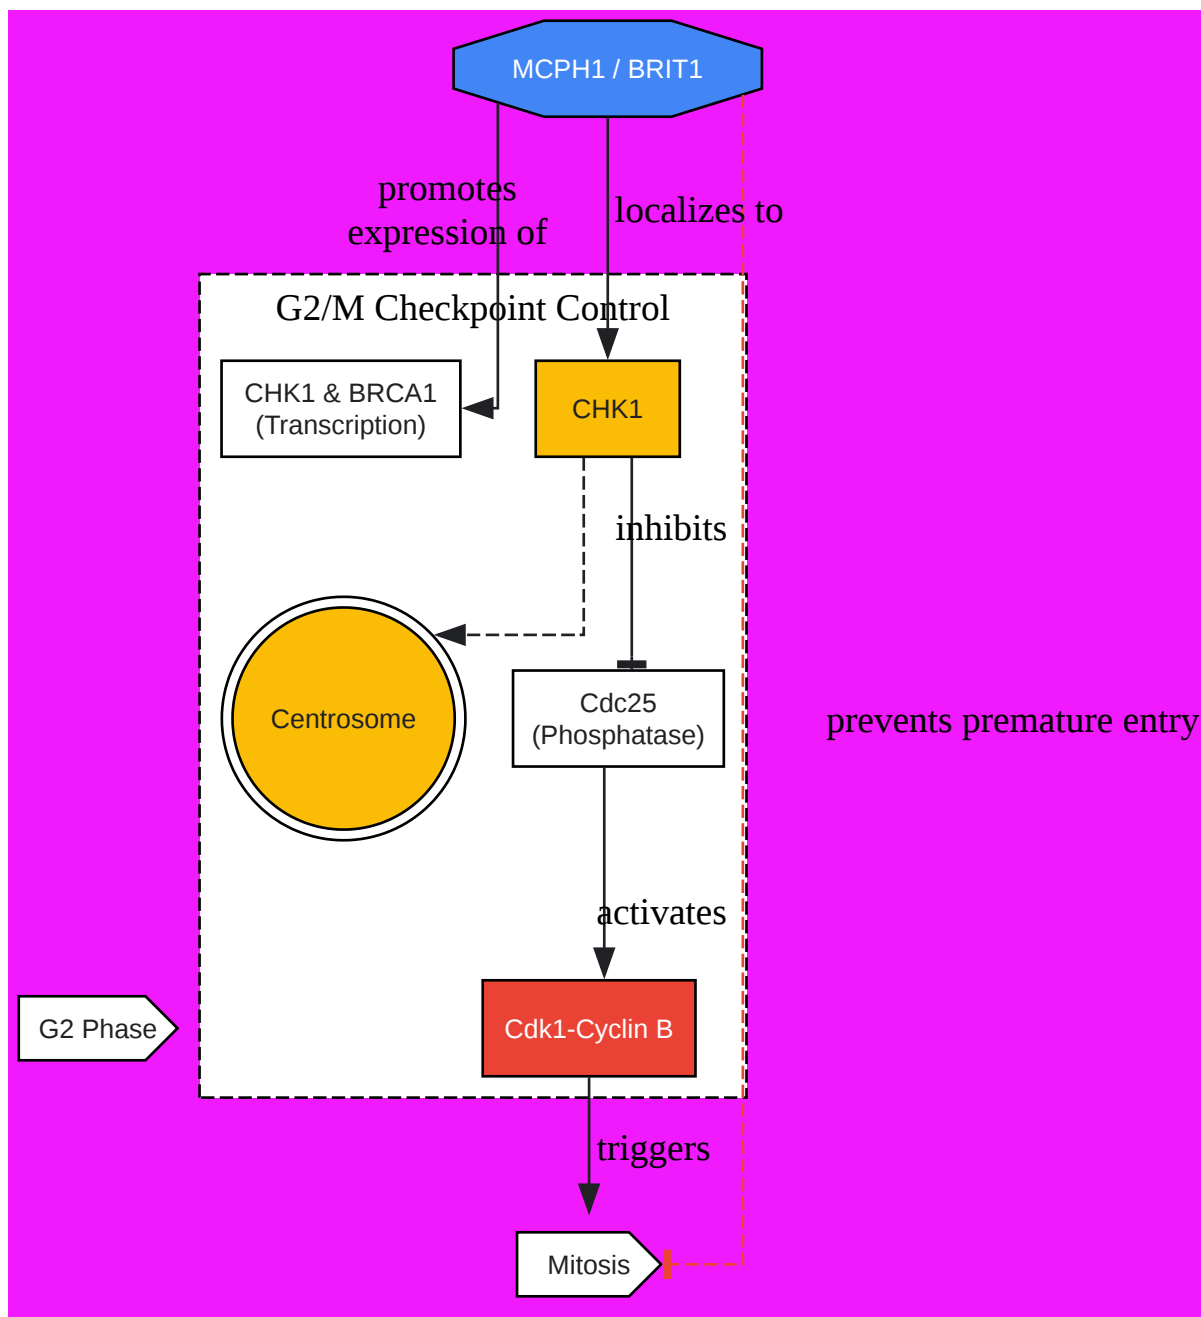 MCPH1 / BRIT1
promotes
expression of
localizes to
G2/M Checkpoint Control
CHK1 & BRCA1
(Transcription)
CHK1
inhibits
Centrosome
Cdc25
(Phosphatase)
prevents premature entry
activates
G2 Phase
Cdk1-Cyclin B
triggers
Mitosis